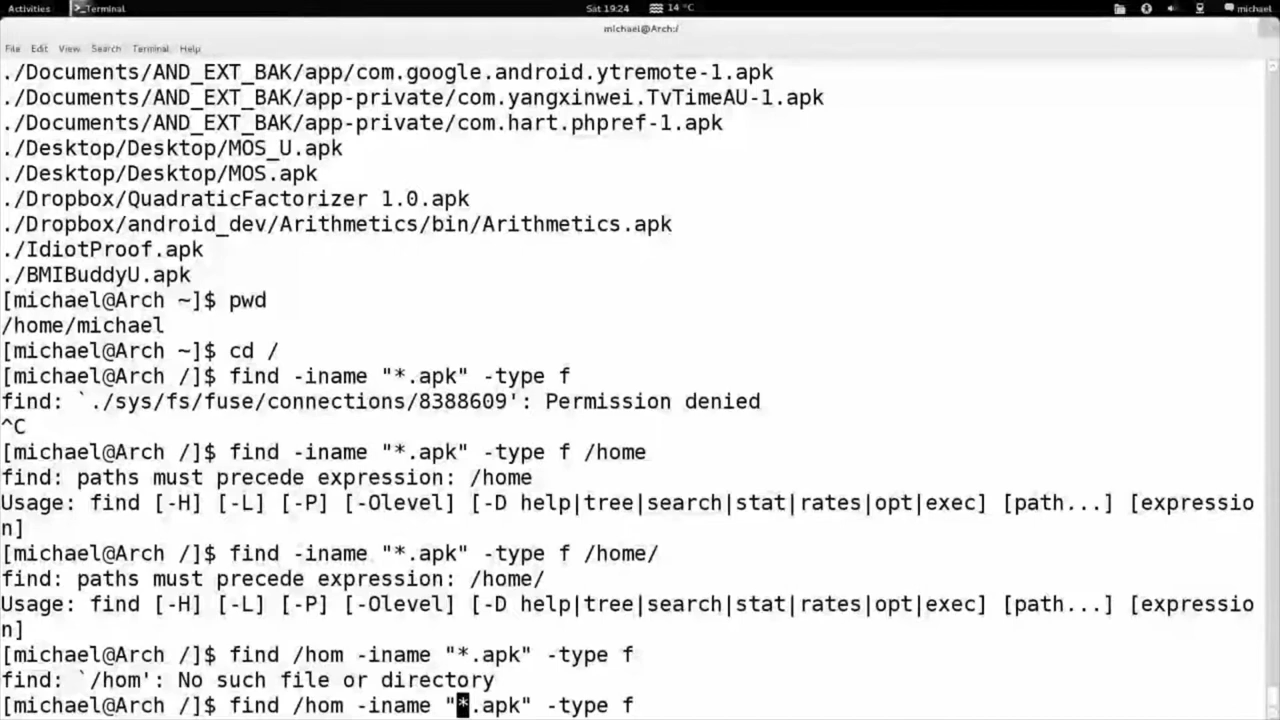 Activities
>_Terminal
Sat 19:24
14 °C
michael
michael@Arch:/
File Edit View Search Terminal Help
./Documents/AND_EXT_BAK/app/com.google.android.ytremote-1.apk
./Documents/AND_EXT_BAK/app-private/com.yangxinwei.TvTimeAU-1.apk
./Documents/AND_EXT_BAK/app-private/com.hart.phpref-1.apk
./Desktop/Desktop/MOS_U.apk
./Desktop/Desktop/MOS.apk
./Dropbox/QuadraticFactorizer 1.0.apk
./Dropbox/android_dev/Arithmetics/bin/Arithmetics.apk
./IdiotProof.apk
./BMIBuddyU.apk
[michael@Arch ~]$ pwd
/home/michael
[michael@Arch ~]$ cd /
[michael@Arch /]$ find -iname "*.apk" -type f
find: `./sys/fs/fuse/connections/8388609': Permission denied
^C
[michael@Arch /]$ find -iname "*.apk" -type f /home
find: paths must precede expression: /home
Usage: find [-H] [-L] [-P] [-Olevel] [-D help|tree|search|stat|rates|opt|exec] [path...] [expressio
n]
[michael@Arch /]$ find -iname "*.apk" -type f /home/
find: paths must precede expression: /home/
Usage: find [-H] [-L] [-P] [-Olevel] [-D help|tree|search|stat|rates|opt|exec] [path...] [expressio
n]
[michael@Arch /]$ find /hom -iname "*.apk" -type f
find: `/hom': No such file or directory
[michael@Arch /]$ find /hom -iname "*.apk" -type f